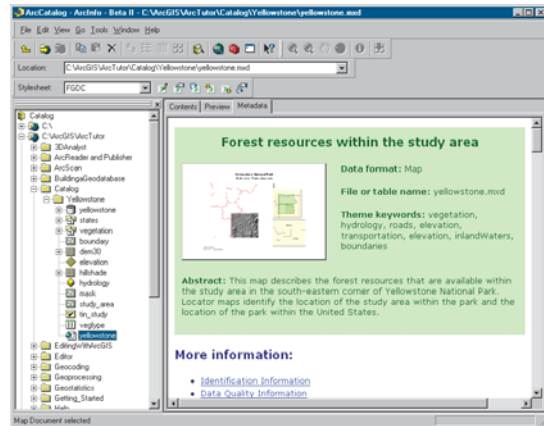 ArcCatalog - ArcInfo - Beta II - C:\ArcGIS\ArcTutor\Catalog\Yellowstone\yellowstone.mxd
File Edit View Go Tools Window Help
Location: C:\ArcGIS\ArcTutor\Catalog\Yellowstone\yellowstone.mxd
Stylesheet: FGDC
Contents Preview Metadata
Catalog
C:\
C:\ArcGIS\ArcTutor
3DAnalyst
ArcReader and Publisher
ArcScan
BuildingaGeodatabase
Catalog
Yellowstone
yellowstone
states
vegetation
boundary
dem30
elevation
hillshade
hydrology
mask
study_area
tin_study
vegtype
yellowstone
EditingWithArcGIS
Editor
Geocoding
Geoprocessing
Geostatistics
Getting_Started
Help
Forest resources within the study area
Data format: Map
File or table name: yellowstone.mxd
Theme keywords: vegetation,
hydrology, roads, elevation,
transportation, elevation, inlandWaters,
boundaries
Abstract: This map describes the forest resources that are available within
the study area in the south-eastern corner of Yellowstone National Park.
Locator maps identify the location of the study area within the park and the
location of the park within the United States.
More information:
Identification Information
Data Quality Information
Map Document selected